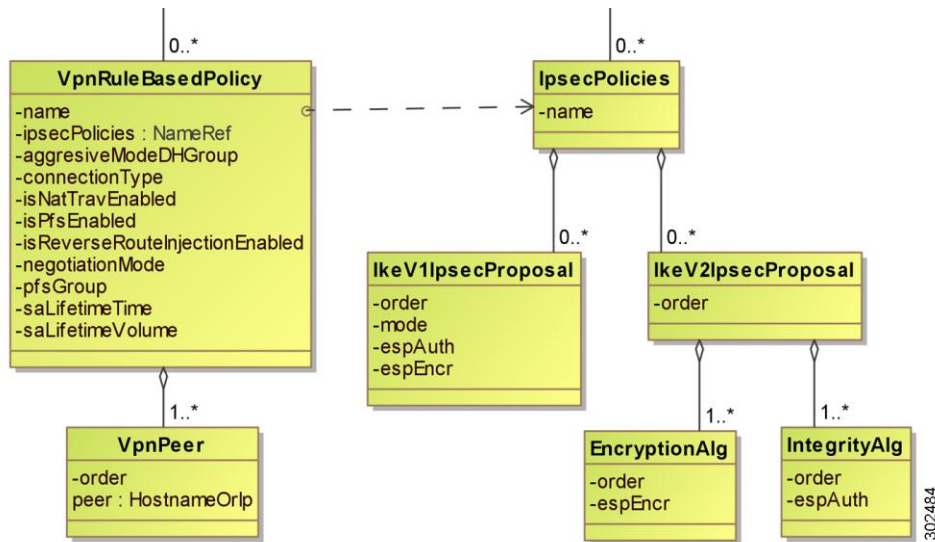 0..*
VpnRuleBasedPolicy
-name
-ipsecPolicies : NameRef
-aggresiveModeDHGroup
-connectionType
-isNatTravEnabled
-isPfsEnabled
-isReverseRouteInjectionEnabled
-negotiationMode
-pfsGroup
-saLifetimeTime
-saLifetimeVolume
1..*
VpnPeer
-order
peer : HostnameOrIp
0..*
IpsecPolicies
-name
0..*
IkeV1IpsecProposal
-order
-mode
-espAuth
-espEncr
0..*
IkeV2IpsecProposal
-order
1..*
EncryptionAlg
-order
-espEncr
1..*
IntegrityAlg
-order
-espAuth
302484